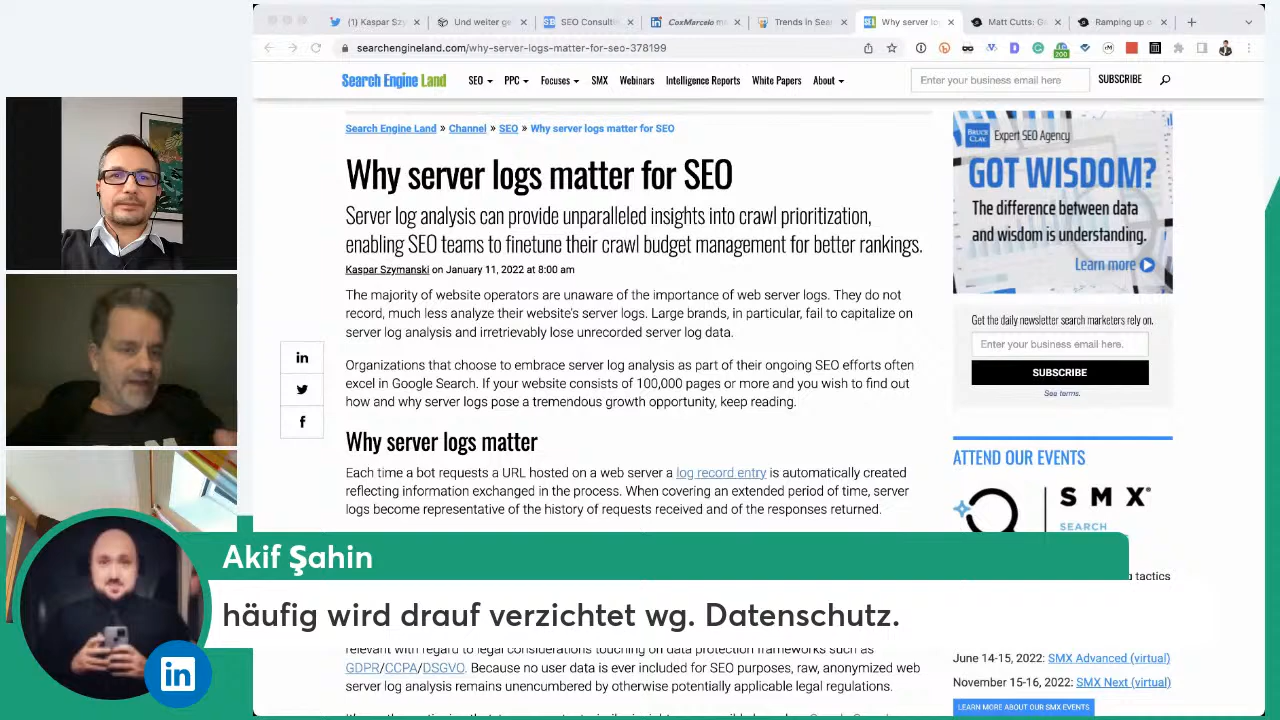 (1) Kaspar Szy
Und weiter ge
SEO Consultin
CoxMarcelo
Trends in Sear
Why server lo
Matt Cutts: G
Ramping up o
searchengineland.com/why-server-logs-matter-for-seo-378199
200
Search Engine Land
SEO
PPC
Focuses
SMX
Webinars
Intelligence Reports
White Papers
About
Enter your business email here
SUBSCRIBE
Search Engine Land » Channel » SEO » Why server logs matter for SEO
Why server logs matter for SEO
Server log analysis can provide unparalleled insights into crawl prioritization,
enabling SEO teams to finetune their crawl budget management for better rankings.
Kaspar Szymanski on January 11, 2022 at 8:00 am
The majority of website operators are unaware of the importance of web server logs. They do not
record, much less analyze their website's server logs. Large brands, in particular, fail to capitalize on
server log analysis and irretrievably lose unrecorded server log data.
Organizations that choose to embrace server log analysis as part of their ongoing SEO efforts often
excel in Google Search. If your website consists of 100,000 pages or more and you wish to find out
how and why server logs pose a tremendous growth opportunity, keep reading.
Why server logs matter
Each time a bot requests a URL hosted on a web server a log record entry is automatically created
reflecting information exchanged in the process. When covering an extended period of time, server
logs become representative of the history of requests received and of the responses returned.
BRUCE CLAY
Expert SEO Agency
GOT WISDOM?
The difference between data
and wisdom is understanding.
Learn more
Get the daily newsletter search marketers rely on.
Enter your business email here.
SUBSCRIBE
See terms.
ATTEND OUR EVENTS
SMX
SEARCH
tactics
Akif Şahin
häufig wird drauf verzichtet wg. Datenschutz.
relevant with regard to legal considerations touching on data protection frameworks such as
GDPR/CCPA/DSGVO. Because no user data is ever included for SEO purposes, raw, anonymized web
server log analysis remains unencumbered by otherwise potentially applicable legal regulations.
June 14-15, 2022: SMX Advanced (virtual)
November 15-16, 2022: SMX Next (virtual)
LEARN MORE ABOUT OUR SMX EVENTS
in